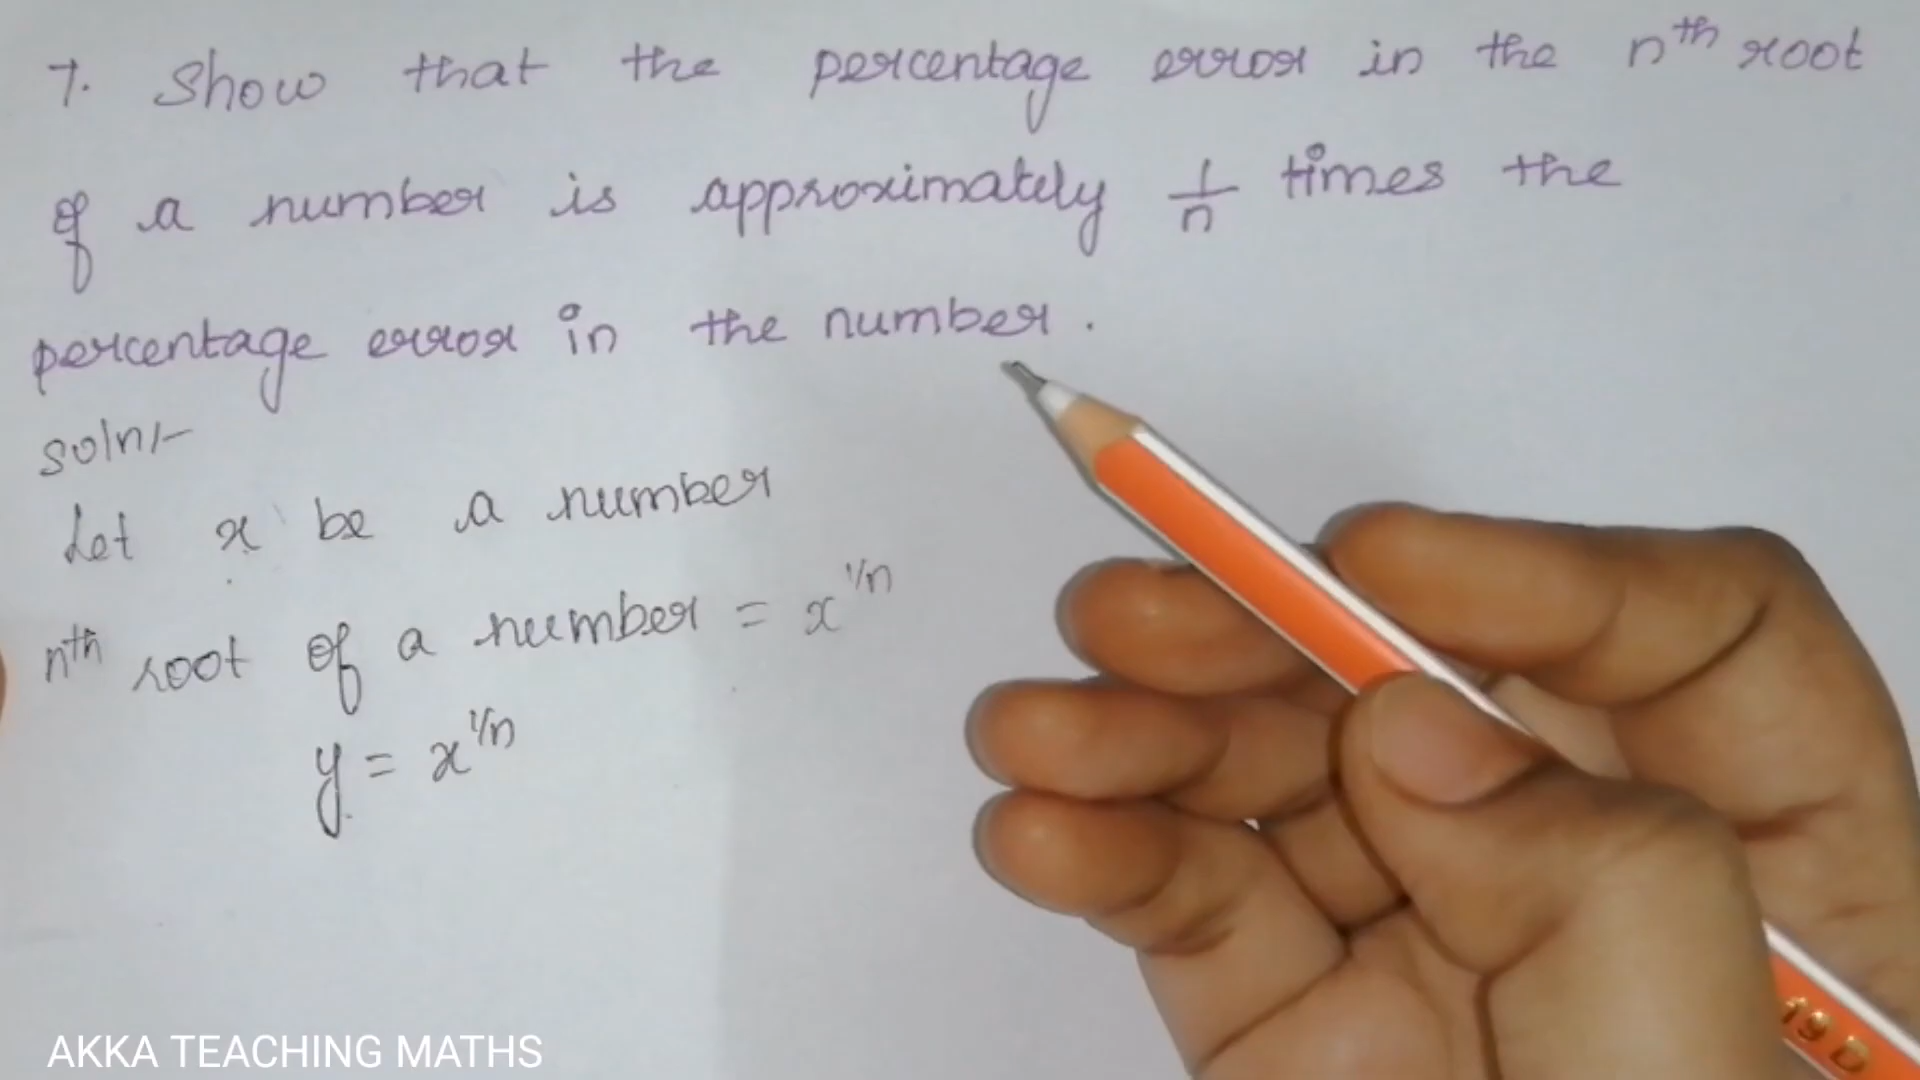 7. Show that the percentage error in the nᵗʰ root
of a number is approximately 1/n times the
percentage error in the number.
Soln:-
Let x be a number
nᵗʰ root of a number = x^1/n
y = x^1/n
19 D
AKKA TEACHING MATHS